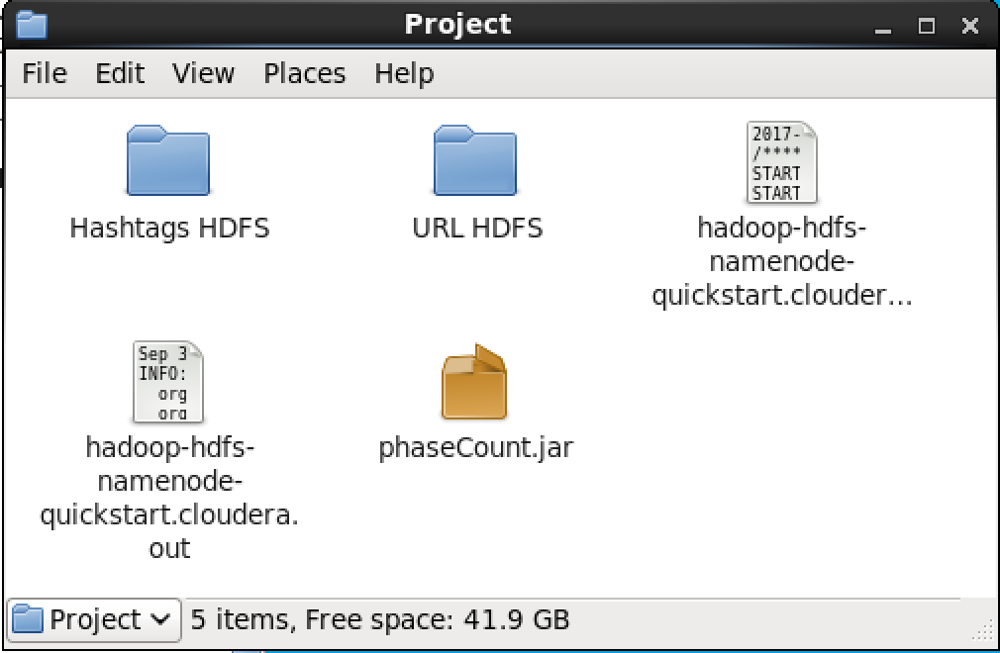 Project
File Edit View Places Help
Hashtags HDFS
URL HDFS
2017-
/****
START
START
hadoop-hdfs-
namenode-
quickstart.clouder...
Sep 3
INFO:
org
org
hadoop-hdfs-
namenode-
quickstart.cloudera.
out
phaseCount.jar
Project
5 items, Free space: 41.9 GB